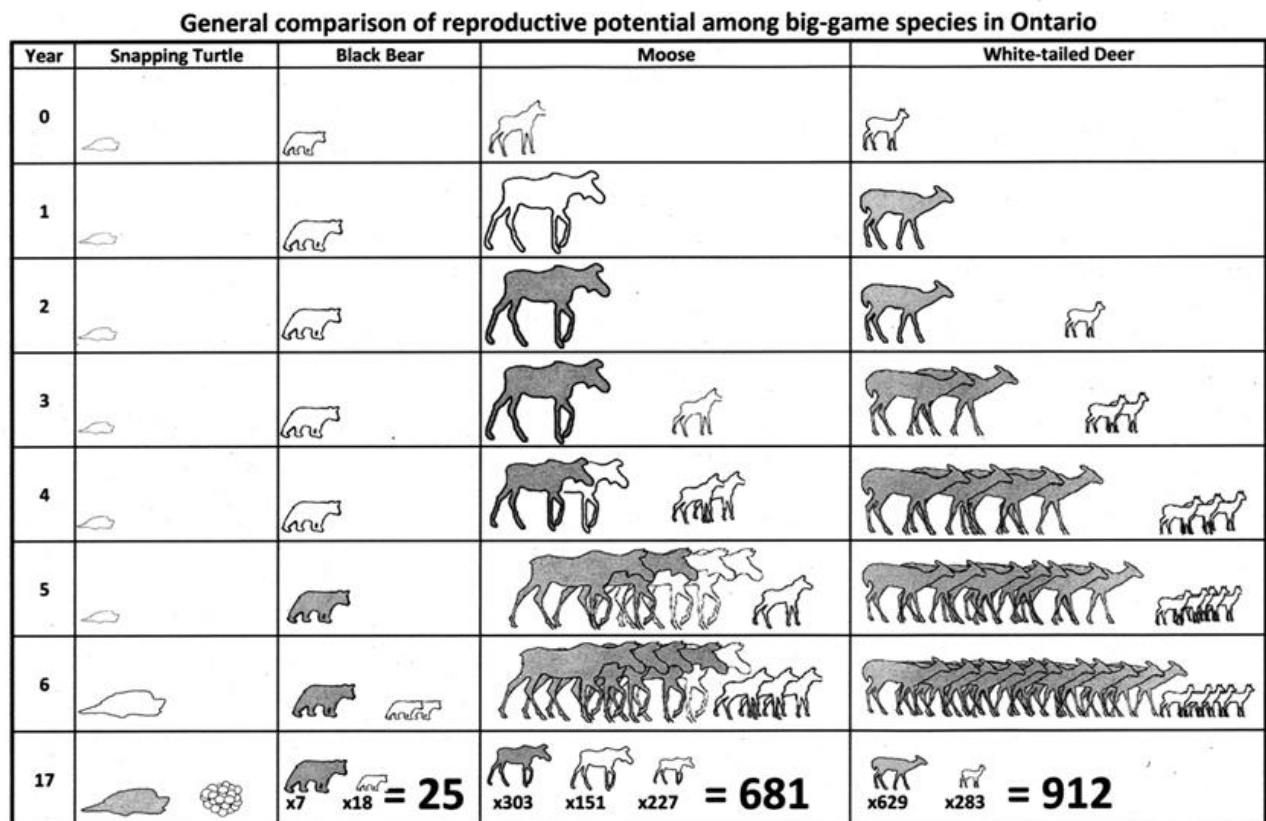 General comparison of reproductive potential among big-game species in Ontario
Year Snapping Turtle Black Bear Moose White-tailed Deer
0
1
2
3
4
5
6
17
x7 x18 = 25 x303 x151 x227 = 681 x629 x283 = 912